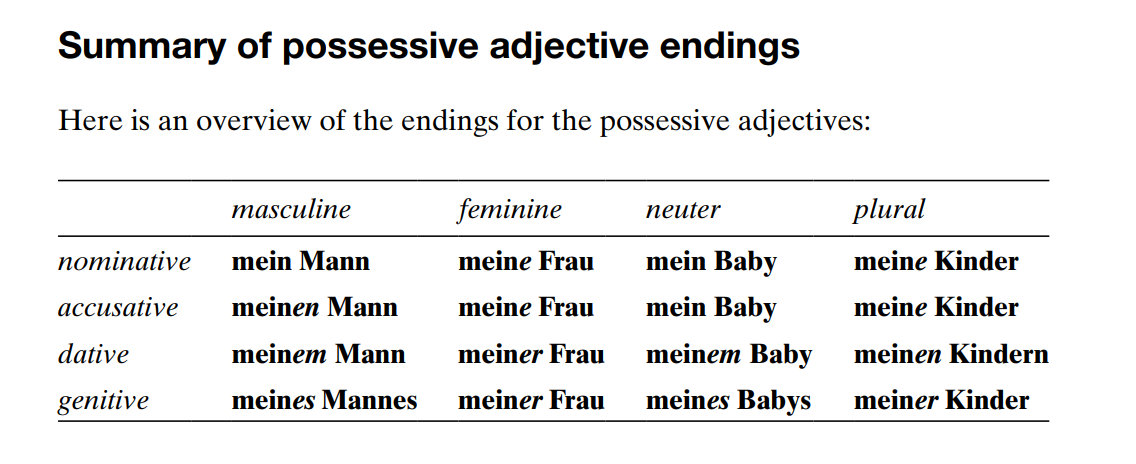 Summary of possessive adjective endings
Here is an overview of the endings for the possessive adjectives:
masculine feminine neuter plural
nominative mein Mann meine Frau mein Baby meine Kinder
accusative meinen Mann meine Frau mein Baby meine Kinder
dative meinem Mann meiner Frau meinem Baby meinen Kindern
genitive meines Mannes meiner Frau meines Babys meiner Kinder